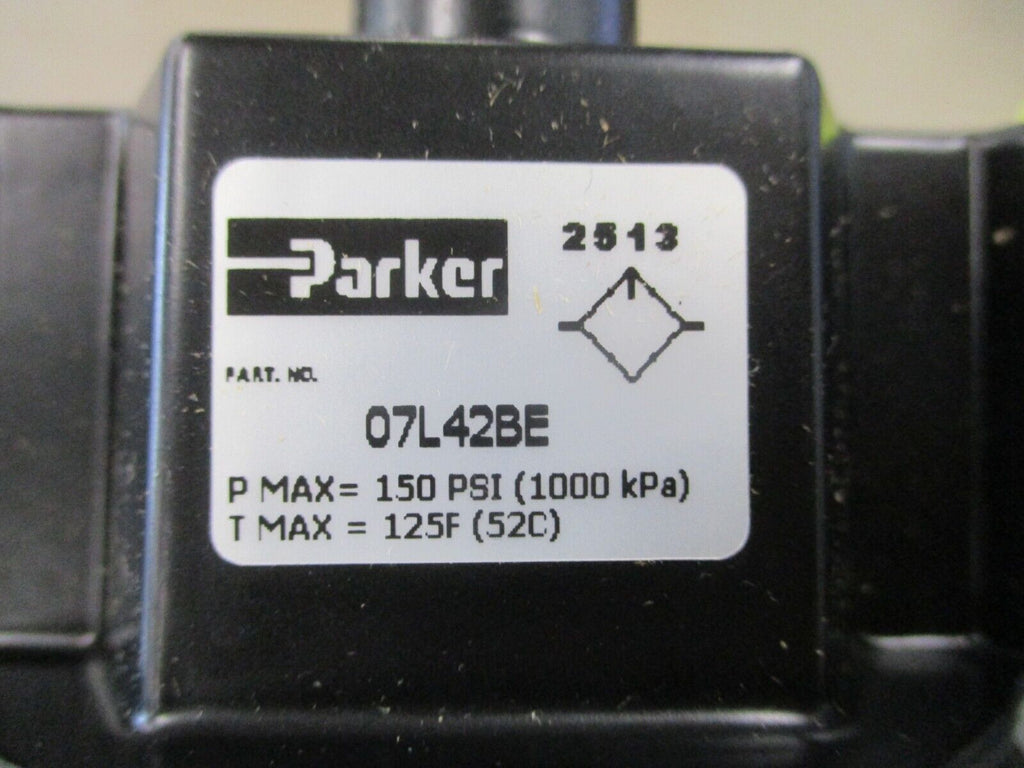 Parker
2513
PART. NO.
07L42BE
P MAX= 150 PSI (1000 kPa)
T MAX = 125F (52C)